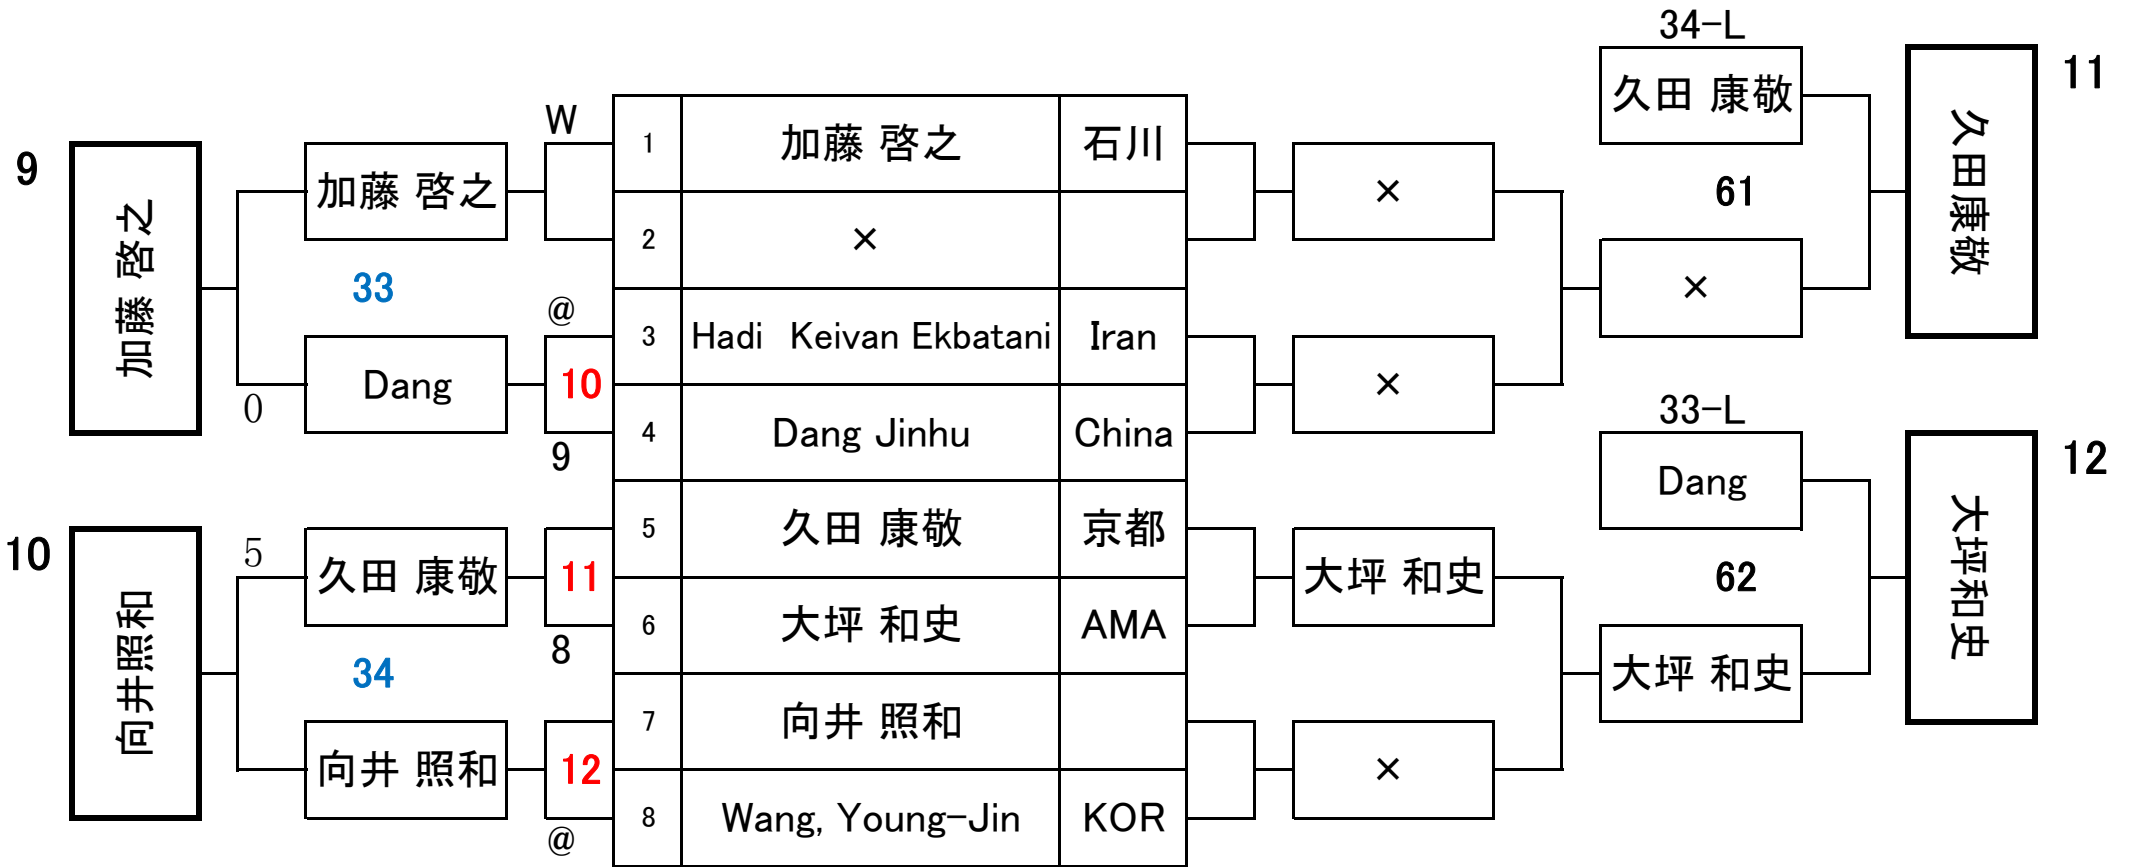 34-L
久田 康敬
11
久田康敬
W
1 加藤 啓之 石川
9
加藤 啓之
加藤 啓之
×
61
2 ×
33
@
×
3 Hadi Keivan Ekbatani Iran
Dang
10
×
0
33-L
4 Dang Jinhu China
9
12
Dang
大坪和史
10
向井照和
5
久田 康敬
11
5 久田 康敬 京都
大坪 和史
62
6 大坪 和史 AMA
8
34
大坪 和史
7 向井 照和
向井 照和
12
×
8 Wang, Young-Jin KOR
@